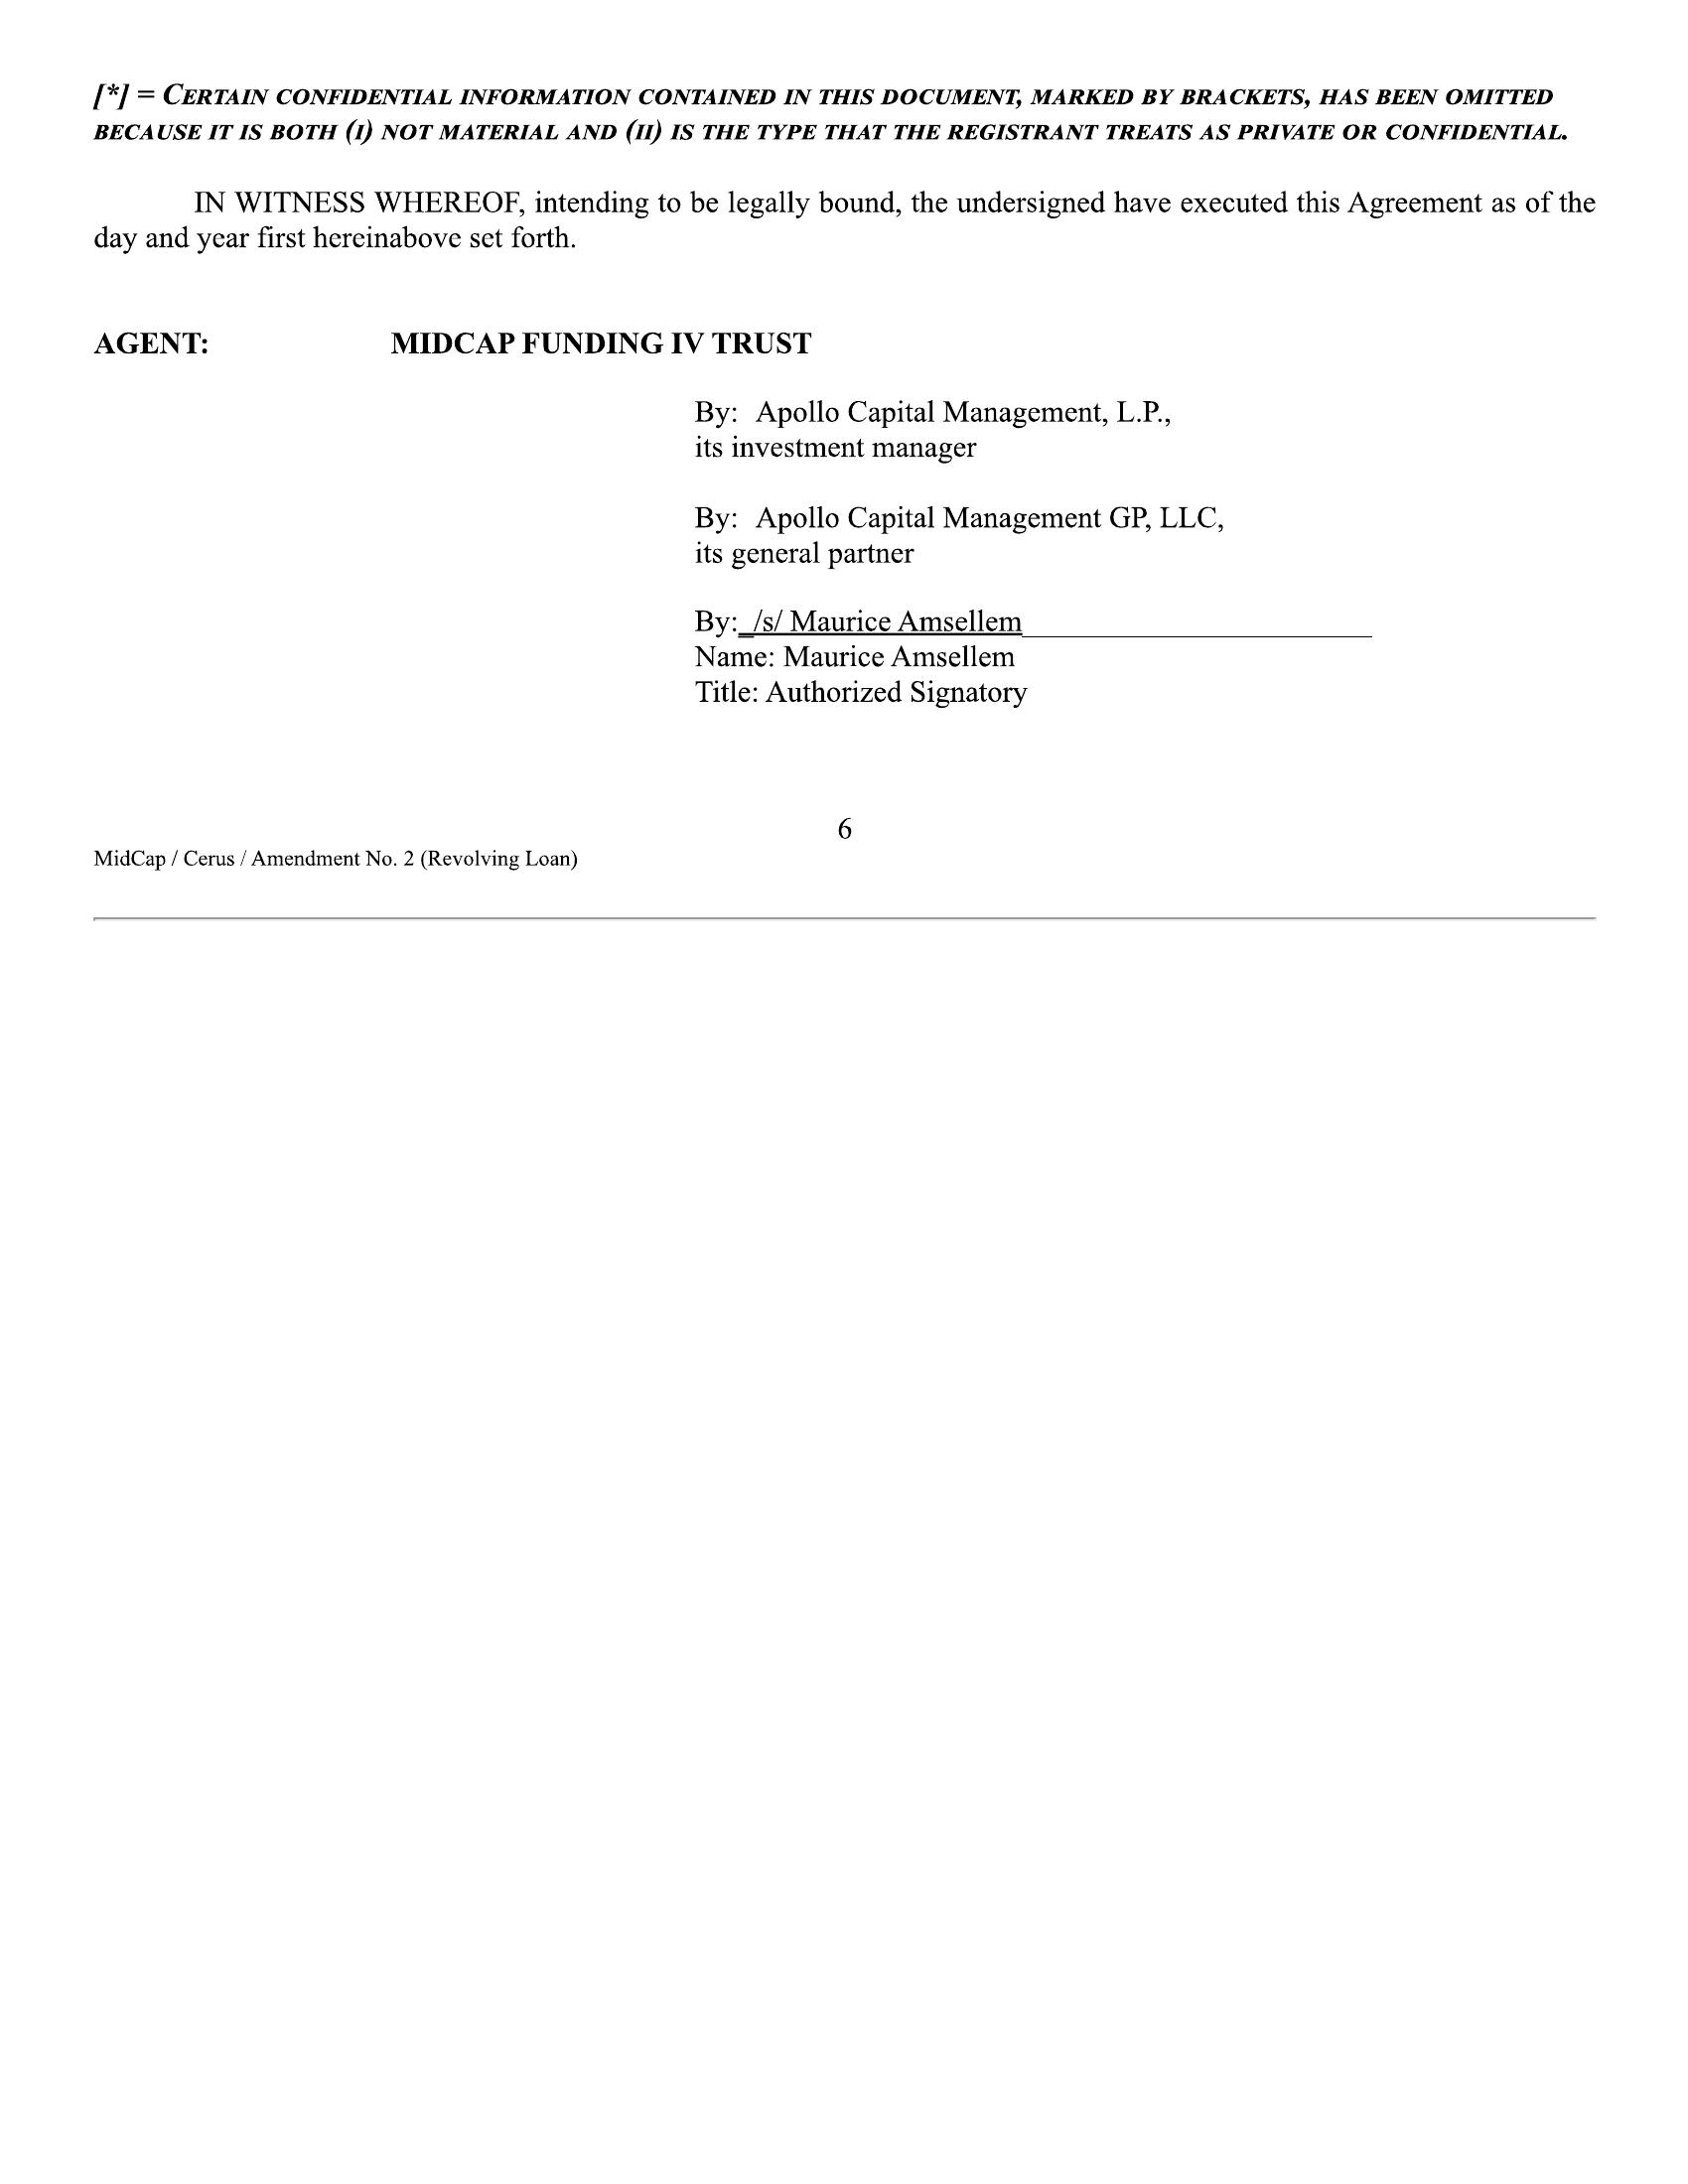 [*] = Certain confidential information contained in this document, marked by brackets, has been omitted
because it is both (i) not material and (ii) is the type that the registrant treats as private or confidential.
IN WITNESS WHEREOF, intending to be legally bound, the undersigned have executed this Agreement as of the
day and year first hereinabove set forth.
AGENT: MIDCAP FUNDING IV TRUST
By: Apollo Capital Management, L.P.,
its investment manager
By: Apollo Capital Management GP, LLC,
its general partner
By:_/s/ Maurice Amsellem_______________________
Name: Maurice Amsellem
Title: Authorized Signatory
6
MidCap / Cerus / Amendment No. 2 (Revolving Loan)